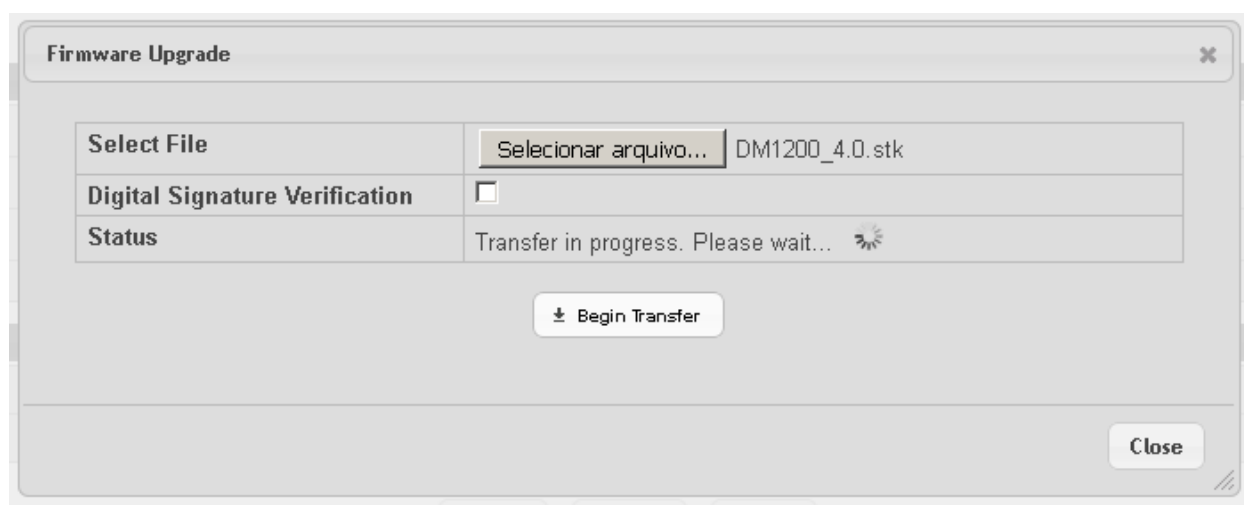 Firmware Upgrade
Select File Selecionar arquivo... DM1200_4.0.stk
Digital Signature Verification
Status Transfer in progress. Please wait...
Begin Transfer
Close